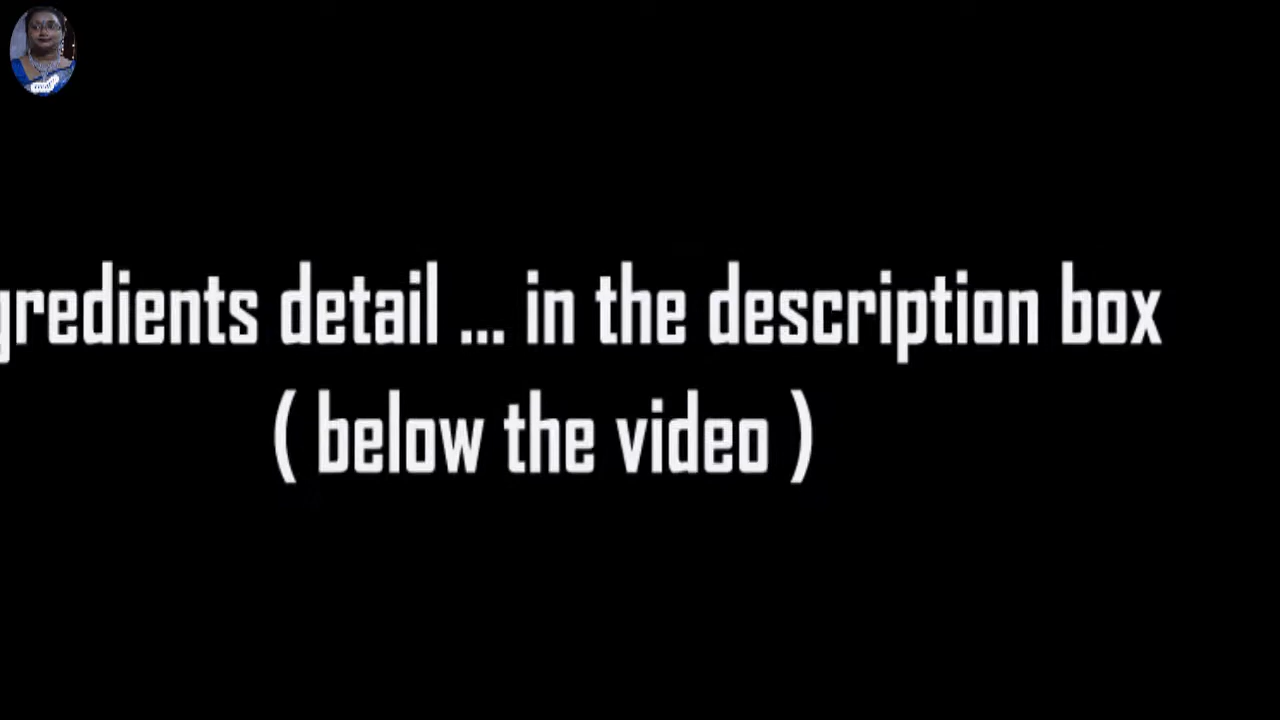 gredients detail ... in the description box
( below the video )